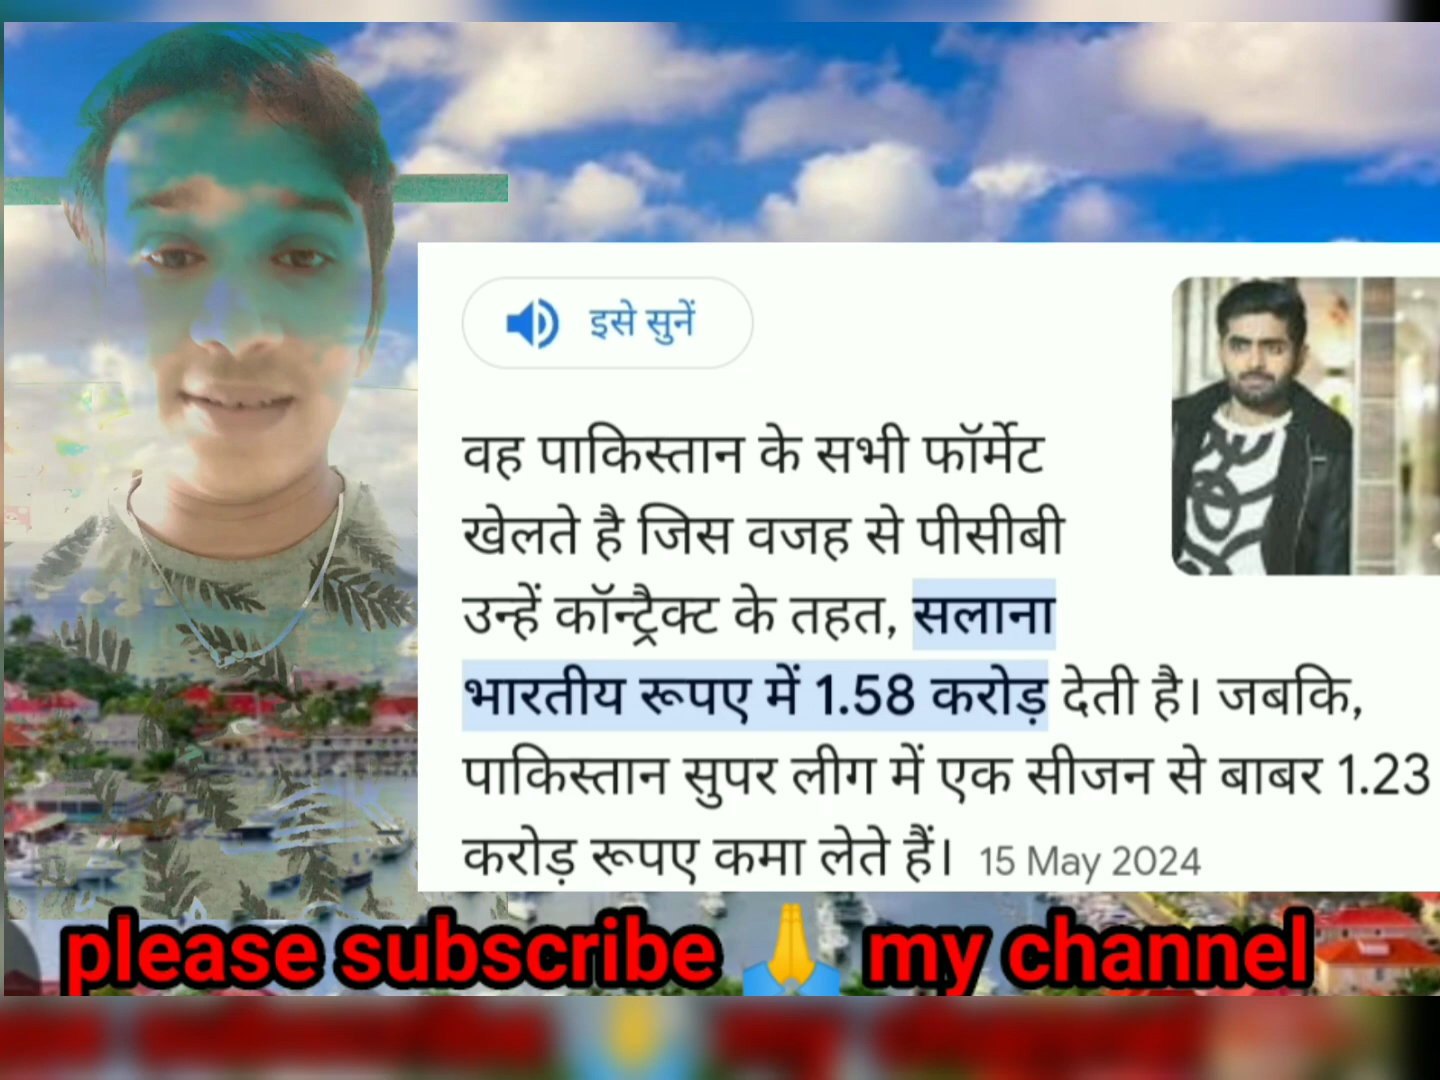 इसे सुनें
वह पाकिस्तान के सभी फॉर्मेट
खेलते है जिस वजह से पीसीबी
उन्हें कॉन्ट्रैक्ट के तहत, सलाना
भारतीय रूपए में 1.58 करोड़ देती है। जबकि,
पाकिस्तान सुपर लीग में एक सीजन से बाबर 1.23
करोड़ रूपए कमा लेते हैं। 15 May 2024
please subscribe 🙏 my channel